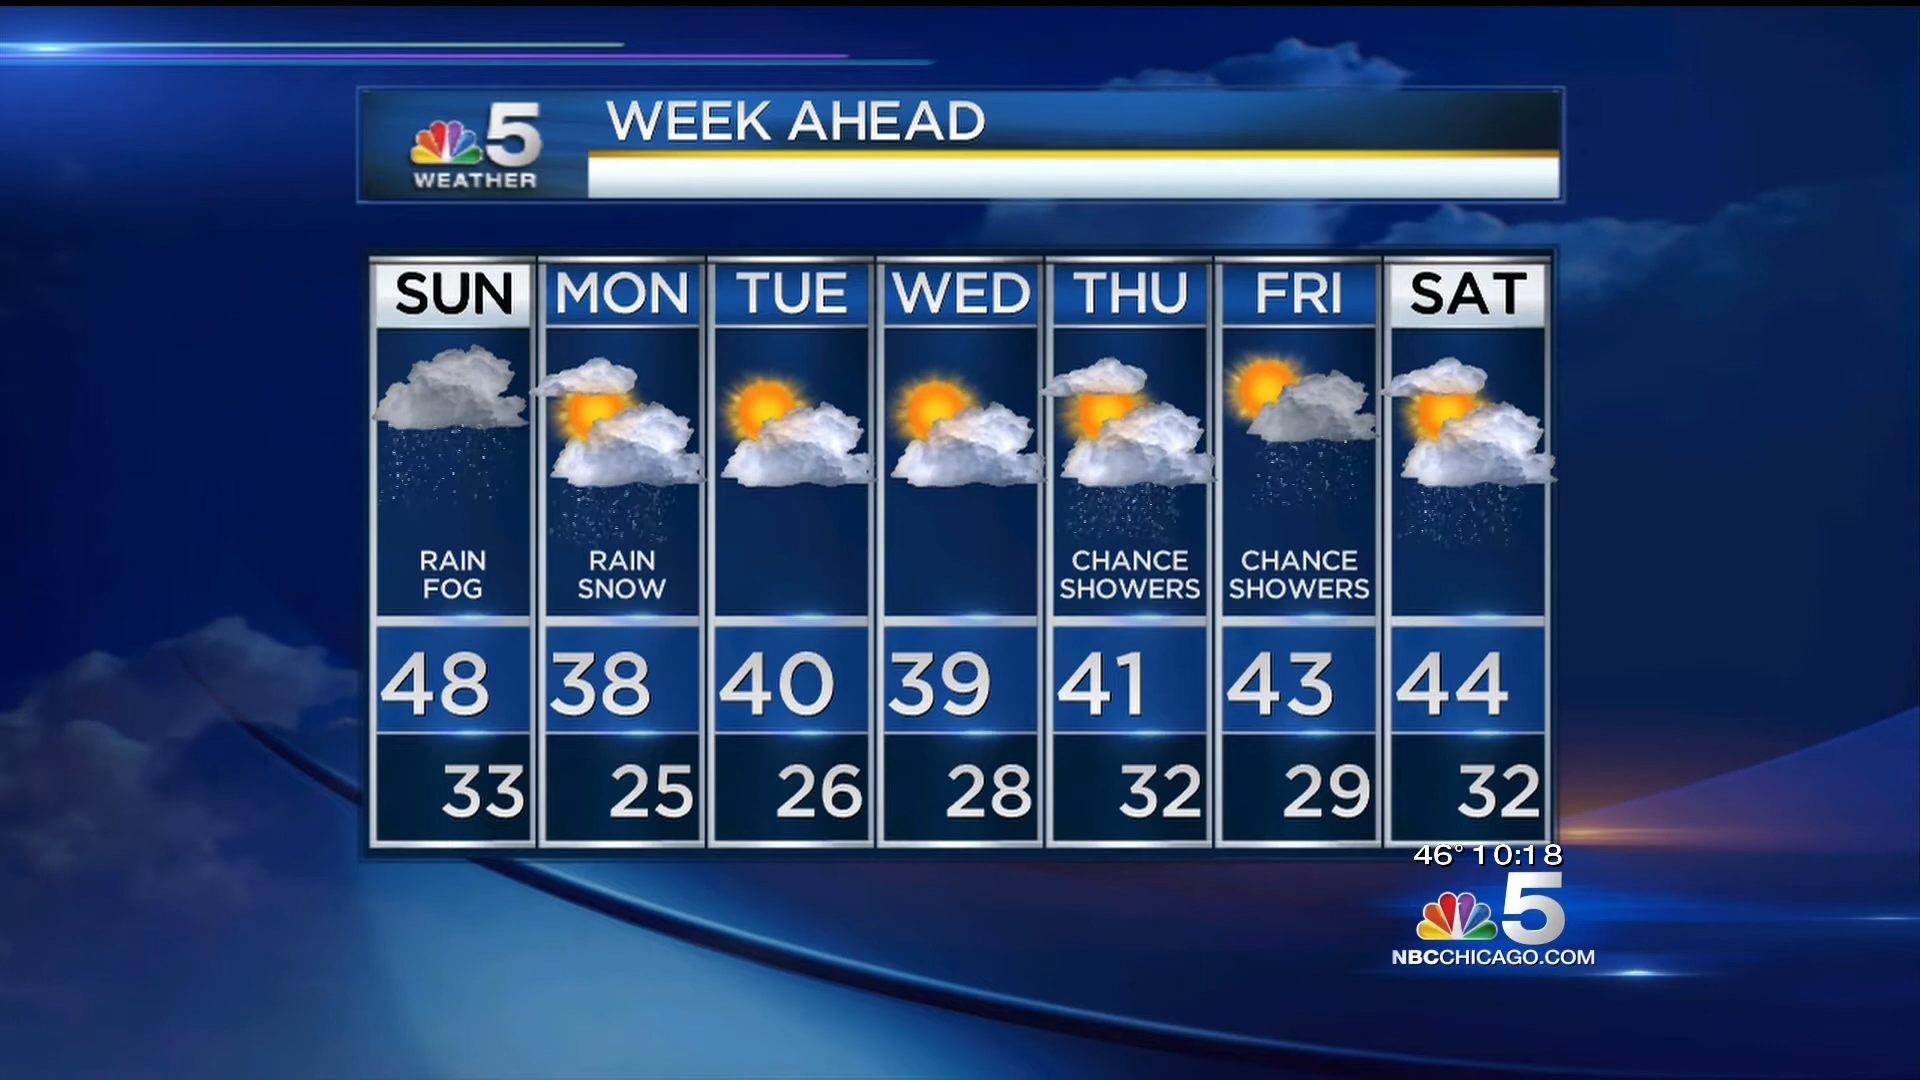 5 WEEK AHEAD
WEATHER
SUN MON TUE WED THU FRI SAT
RAIN RAIN CHANCE CHANCE
FOG SNOW SHOWERS SHOWERS
48 38 40 39 41 43 44
33 25 26 28 32 29 32
46° 10:18
5
NBCCHICAGO.COM